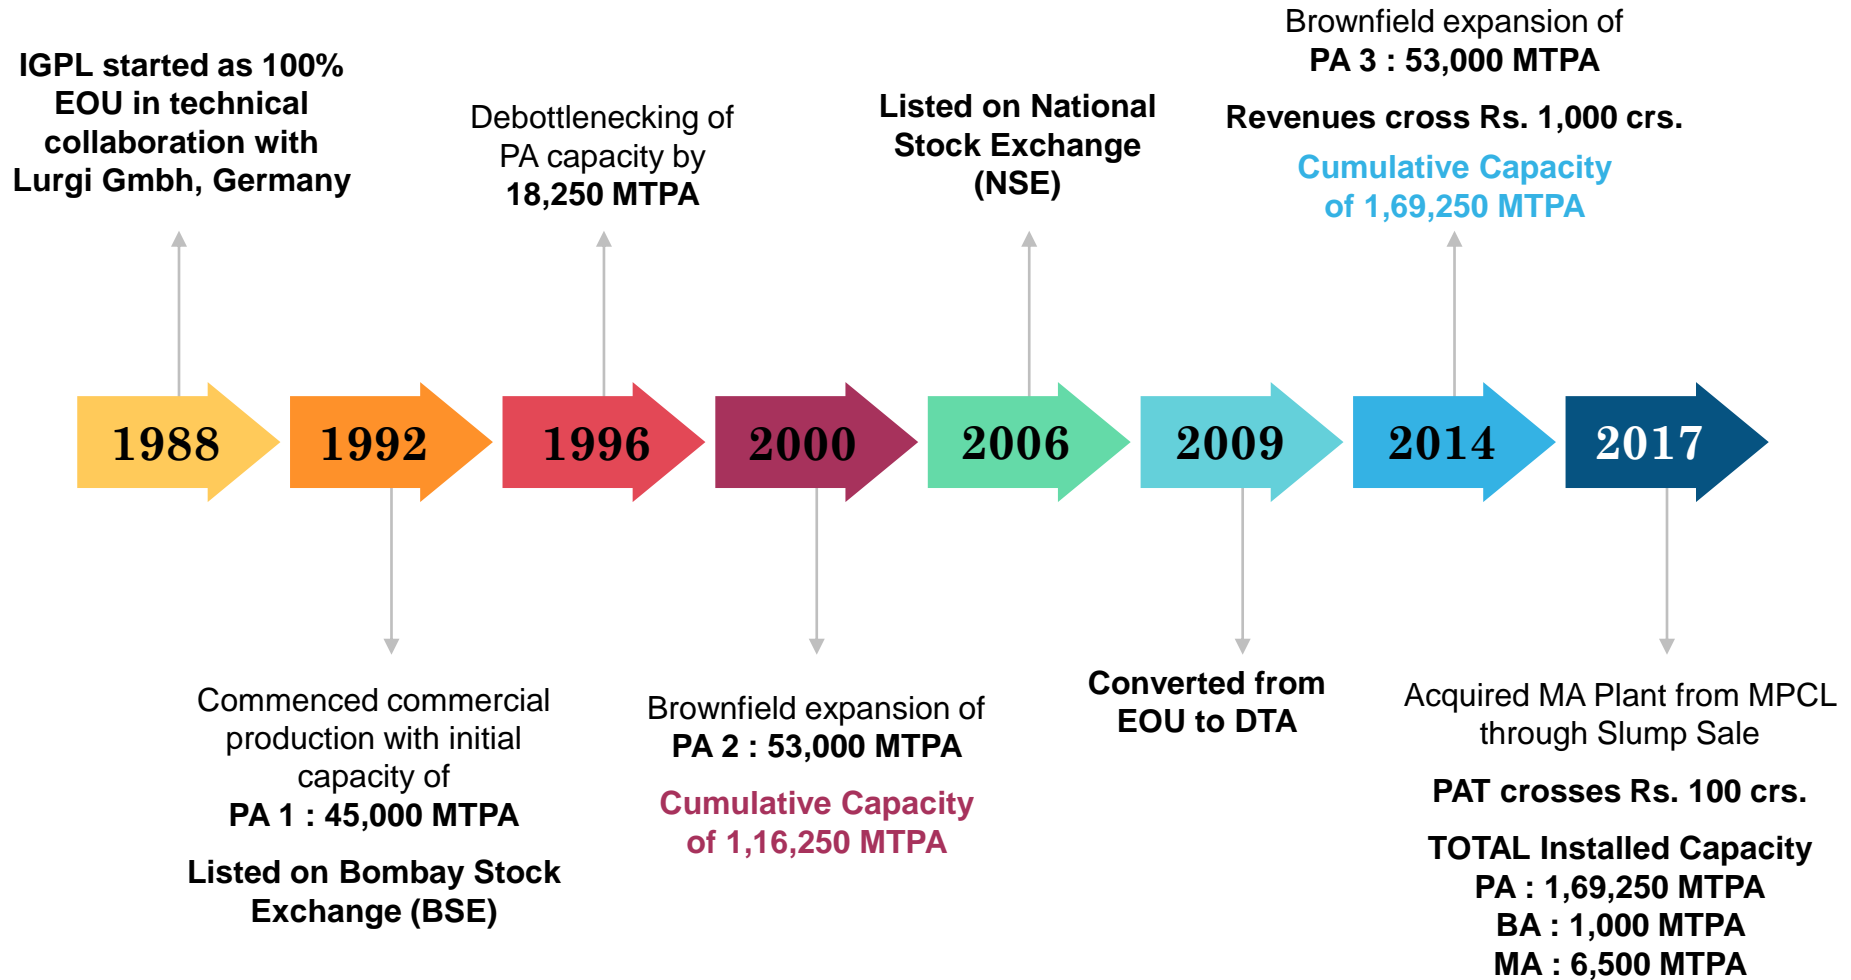 IGPL started as 100%
EOU in technical
collaboration with
Lurgi Gmbh, Germany
Debottlenecking of
PA capacity by
18,250 MTPA
Listed on National
Stock Exchange
(NSE)
Brownfield expansion of
PA 3 : 53,000 MTPA
Revenues cross Rs. 1,000 crs.
Cumulative Capacity
of 1,69,250 MTPA
1988
1992
1996
2000
2006
2009
2014
2017
Commenced commercial
production with initial
capacity of
PA 1 : 45,000 MTPA
Listed on Bombay Stock
Exchange (BSE)
Brownfield expansion of
PA 2 : 53,000 MTPA
Cumulative Capacity
of 1,16,250 MTPA
Converted from
EOU to DTA
Acquired MA Plant from MPCL
through Slump Sale
PAT crosses Rs. 100 crs.
TOTAL Installed Capacity
PA : 1,69,250 MTPA
BA : 1,000 MTPA
MA : 6,500 MTPA